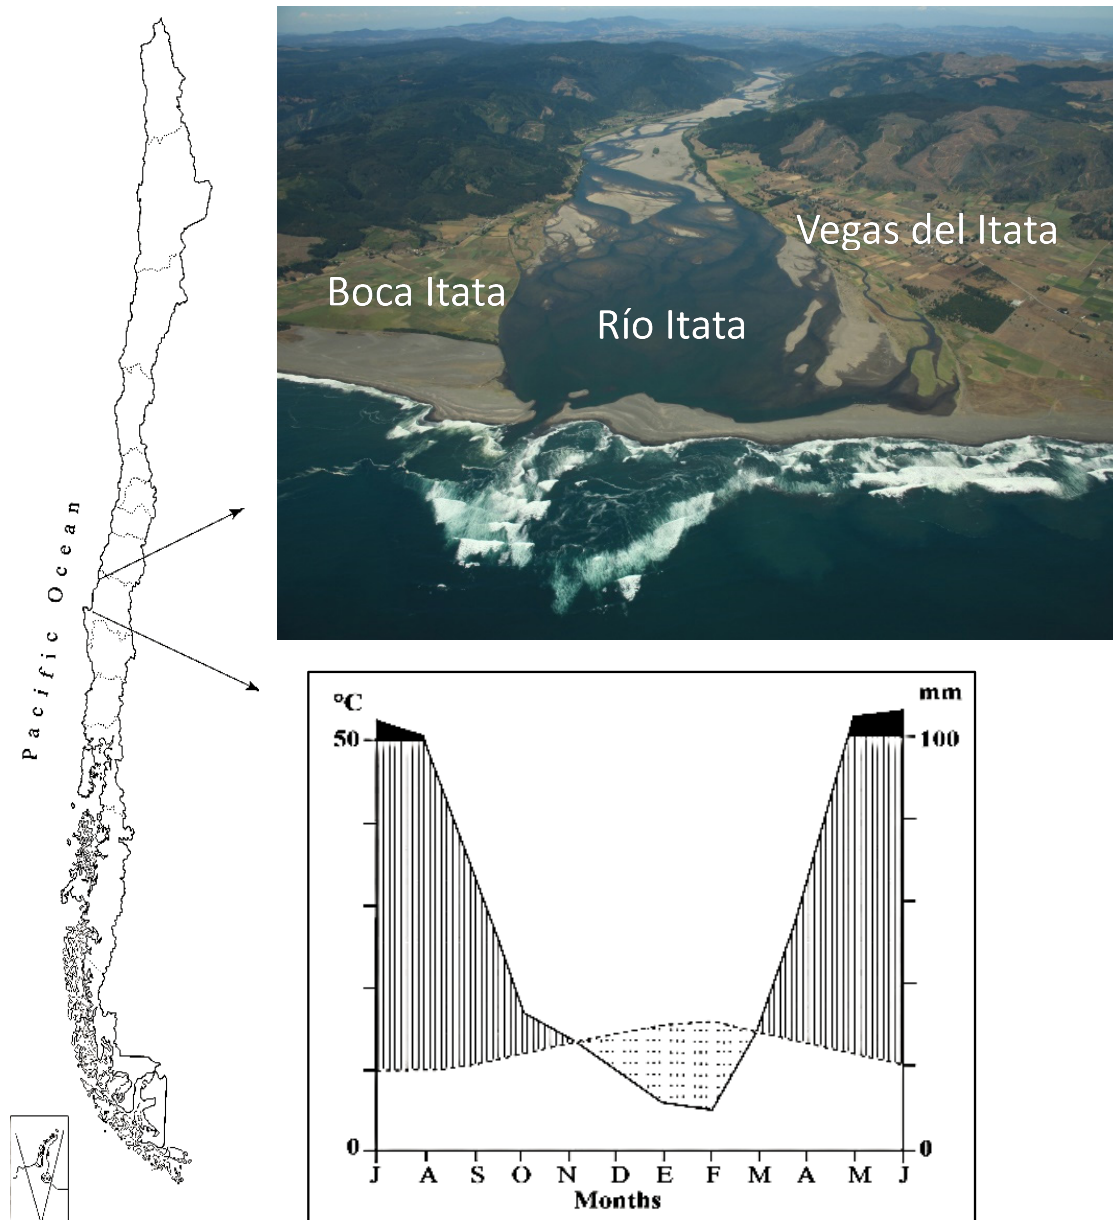 Pacific Ocean
Boca Itata
Río Itata
Vegas del Itata
°C
mm
50
100
0
0
J A S O N D E F M A M J
Months